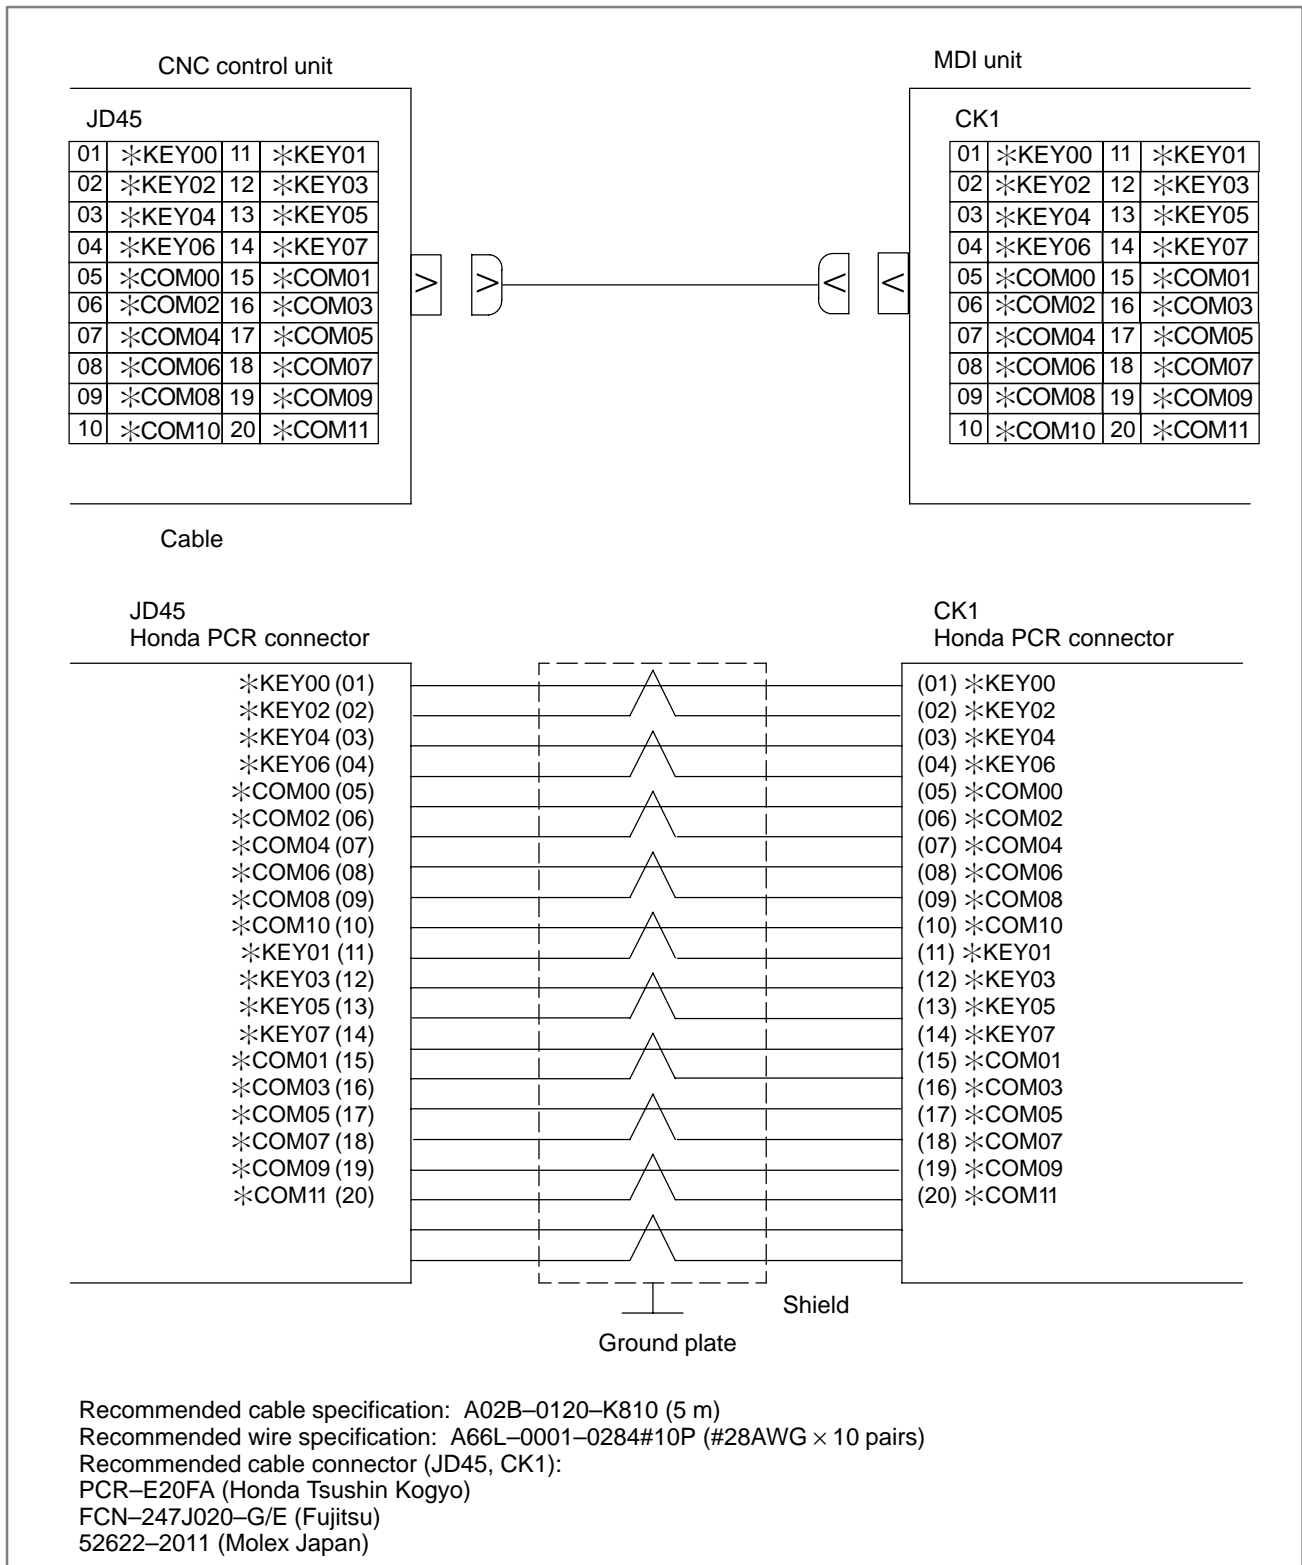 CNC control unit
MDI unit
JD45
01 ✳KEY00 11 ✳KEY01
02 ✳KEY02 12 ✳KEY03
03 ✳KEY04 13 ✳KEY05
04 ✳KEY06 14 ✳KEY07
05 ✳COM00 15 ✳COM01
06 ✳COM02 16 ✳COM03
07 ✳COM04 17 ✳COM05
08 ✳COM06 18 ✳COM07
09 ✳COM08 19 ✳COM09
10 ✳COM10 20 ✳COM11
CK1
01 ✳KEY00 11 ✳KEY01
02 ✳KEY02 12 ✳KEY03
03 ✳KEY04 13 ✳KEY05
04 ✳KEY06 14 ✳KEY07
05 ✳COM00 15 ✳COM01
06 ✳COM02 16 ✳COM03
07 ✳COM04 17 ✳COM05
08 ✳COM06 18 ✳COM07
09 ✳COM08 19 ✳COM09
10 ✳COM10 20 ✳COM11
Cable
JD45
Honda PCR connector
✳KEY00 (01)
✳KEY02 (02)
✳KEY04 (03)
✳KEY06 (04)
✳COM00 (05)
✳COM02 (06)
✳COM04 (07)
✳COM06 (08)
✳COM08 (09)
✳COM10 (10)
✳KEY01 (11)
✳KEY03 (12)
✳KEY05 (13)
✳KEY07 (14)
✳COM01 (15)
✳COM03 (16)
✳COM05 (17)
✳COM07 (18)
✳COM09 (19)
✳COM11 (20)
CK1
Honda PCR connector
(01) ✳KEY00
(02) ✳KEY02
(03) ✳KEY04
(04) ✳KEY06
(05) ✳COM00
(06) ✳COM02
(07) ✳COM04
(08) ✳COM06
(09) ✳COM08
(10) ✳COM10
(11) ✳KEY01
(12) ✳KEY03
(13) ✳KEY05
(14) ✳KEY07
(15) ✳COM01
(16) ✳COM03
(17) ✳COM05
(18) ✳COM07
(19) ✳COM09
(20) ✳COM11
Shield
Ground plate
Recommended cable specification: A02B–0120–K810 (5 m)
Recommended wire specification: A66L–0001–0284#10P (#28AWG × 10 pairs)
Recommended cable connector (JD45, CK1):
PCR–E20FA (Honda Tsushin Kogyo)
FCN–247J020–G/E (Fujitsu)
52622–2011 (Molex Japan)